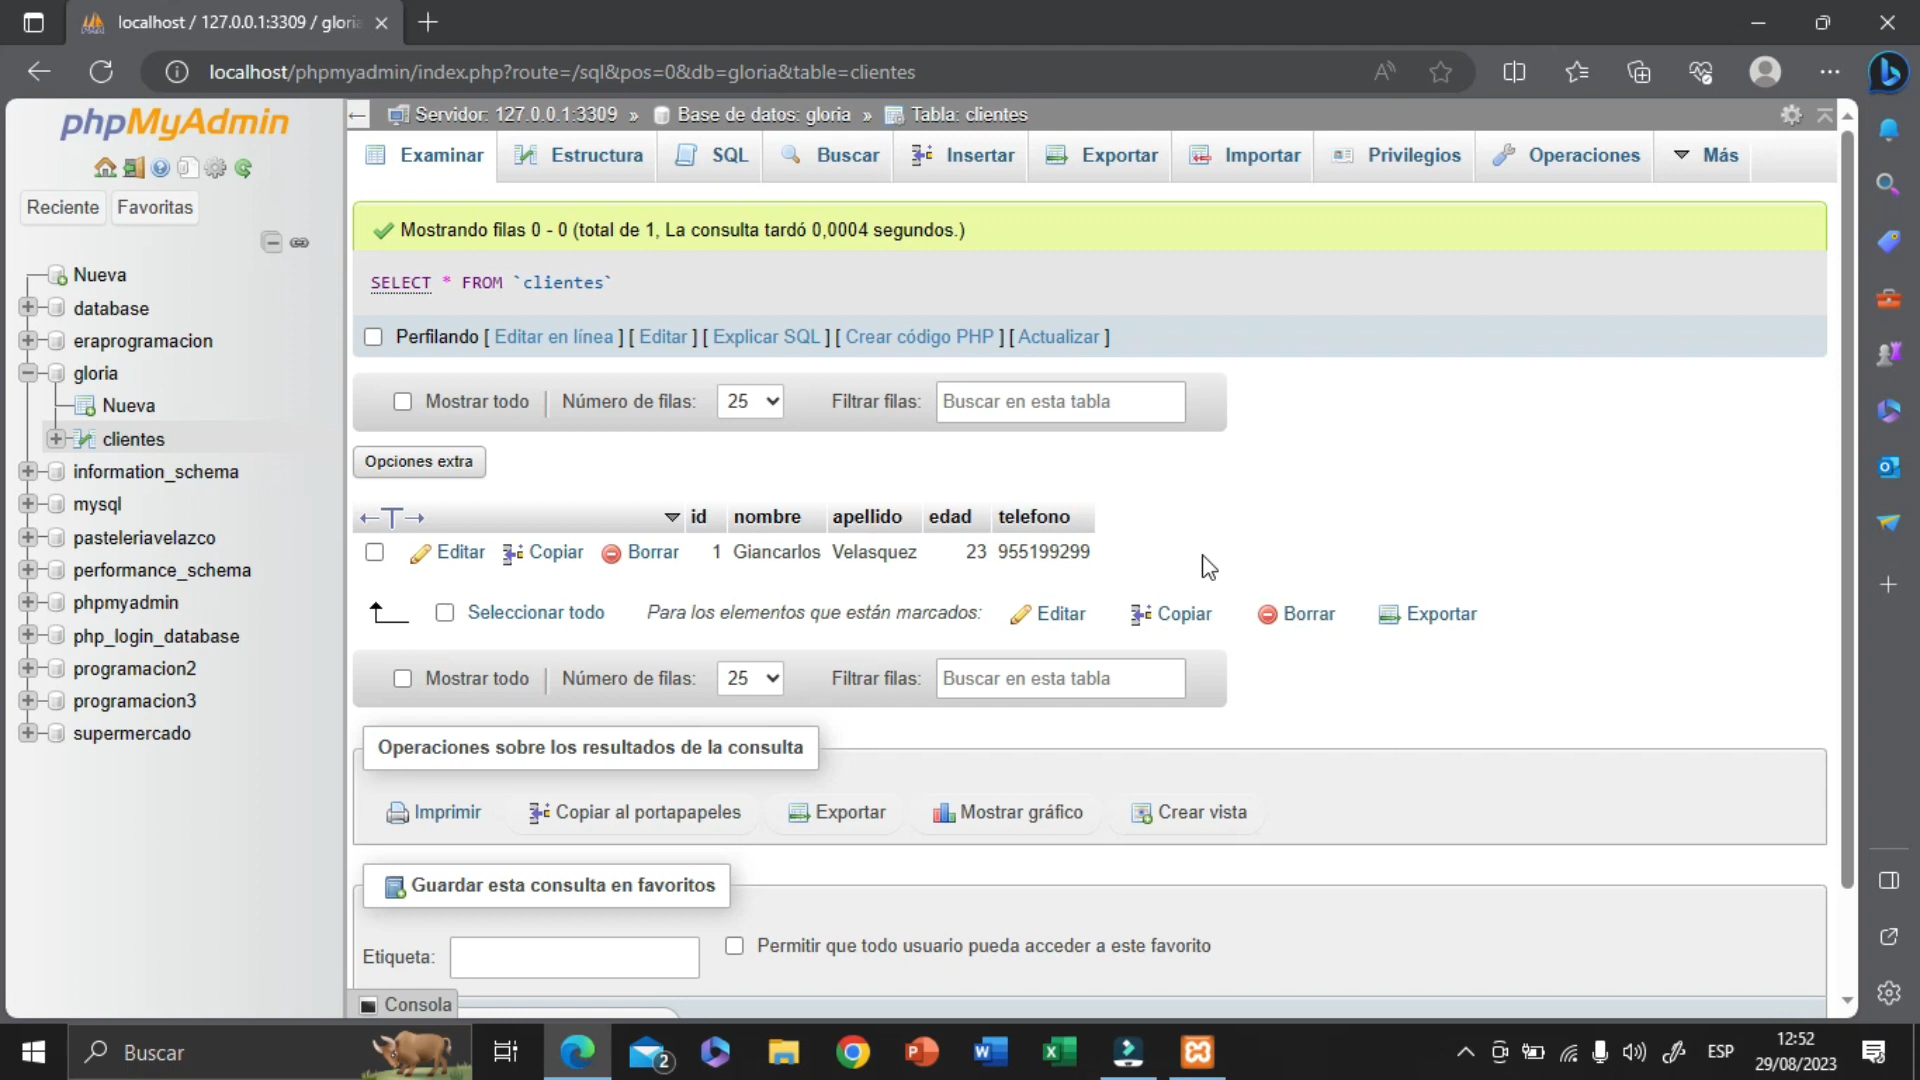 localhost / 127.0.0.1:3309 / gloria
localhost/phpmyadmin/index.php?route=/sql&pos=0&db=gloria&table=clientes
phpMyAdmin
Reciente Favoritas
Nueva
database
eraprogramacion
gloria
Nueva
clientes
information_schema
mysql
pasteleriavelazco
performance_schema
phpmyadmin
php_login_database
programacion2
programacion3
supermercado
Servidor: 127.0.0.1:3309 » Base de datos: gloria » Tabla: clientes
Examinar Estructura SQL Buscar Insertar Exportar Importar Privilegios Operaciones Más
Mostrando filas 0 - 0 (total de 1, La consulta tardó 0,0004 segundos.)
SELECT * FROM `clientes`
Perfilando [ Editar en línea ] [ Editar ] [ Explicar SQL ] [ Crear código PHP ] [ Actualizar ]
Mostrar todo | Número de filas: 25 Filtrar filas: Buscar en esta tabla
Opciones extra
←T→ id nombre apellido edad telefono
Editar Copiar Borrar 1 Giancarlos Velasquez 23 955199299
Seleccionar todo Para los elementos que están marcados: Editar Copiar Borrar Exportar
Mostrar todo | Número de filas: 25 Filtrar filas: Buscar en esta tabla
Operaciones sobre los resultados de la consulta
Imprimir Copiar al portapapeles Exportar Mostrar gráfico Crear vista
Guardar esta consulta en favoritos
Etiqueta: Permitir que todo usuario pueda acceder a este favorito
Consola
Buscar
2
ESP
12:52
29/08/2023